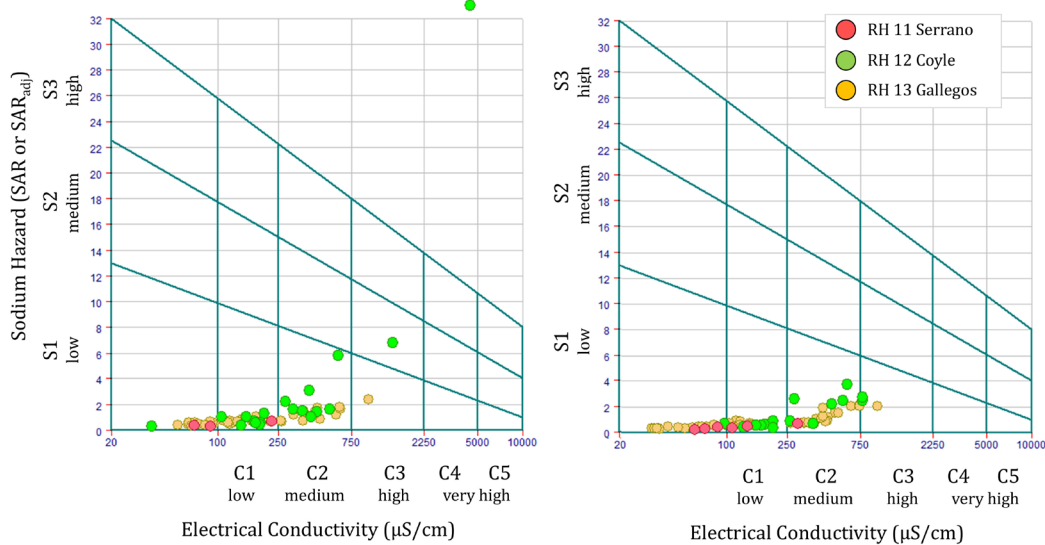 RH 11 Serrano
RH 12 Coyle
RH 13 Gallegos
Sodium Hazard (SAR or SARadj)
S3
high
S2
medium
S1
low
32
30
28
26
24
22
20
18
16
14
12
10
8
6
4
2
0
20 100 250 750 2250 5000 10000
C1 C2 C3 C4 C5
low medium high very high
Electrical Conductivity (µS/cm)
S3
high
S2
medium
S1
low
32
30
28
26
24
22
20
18
16
14
12
10
8
6
4
2
0
20 100 250 750 2250 5000 10000
C1 C2 C3 C4 C5
low medium high very high
Electrical Conductivity (µS/cm)